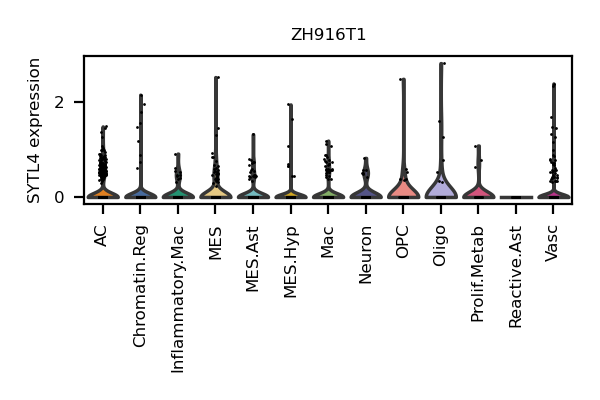 ZH916T1
SYTL4 expression
2
0
AC
Chromatin.Reg
Inflammatory.Mac
MES
MES.Ast
MES.Hyp
Mac
Neuron
OPC
Oligo
Prolif.Metab
Reactive.Ast
Vasc